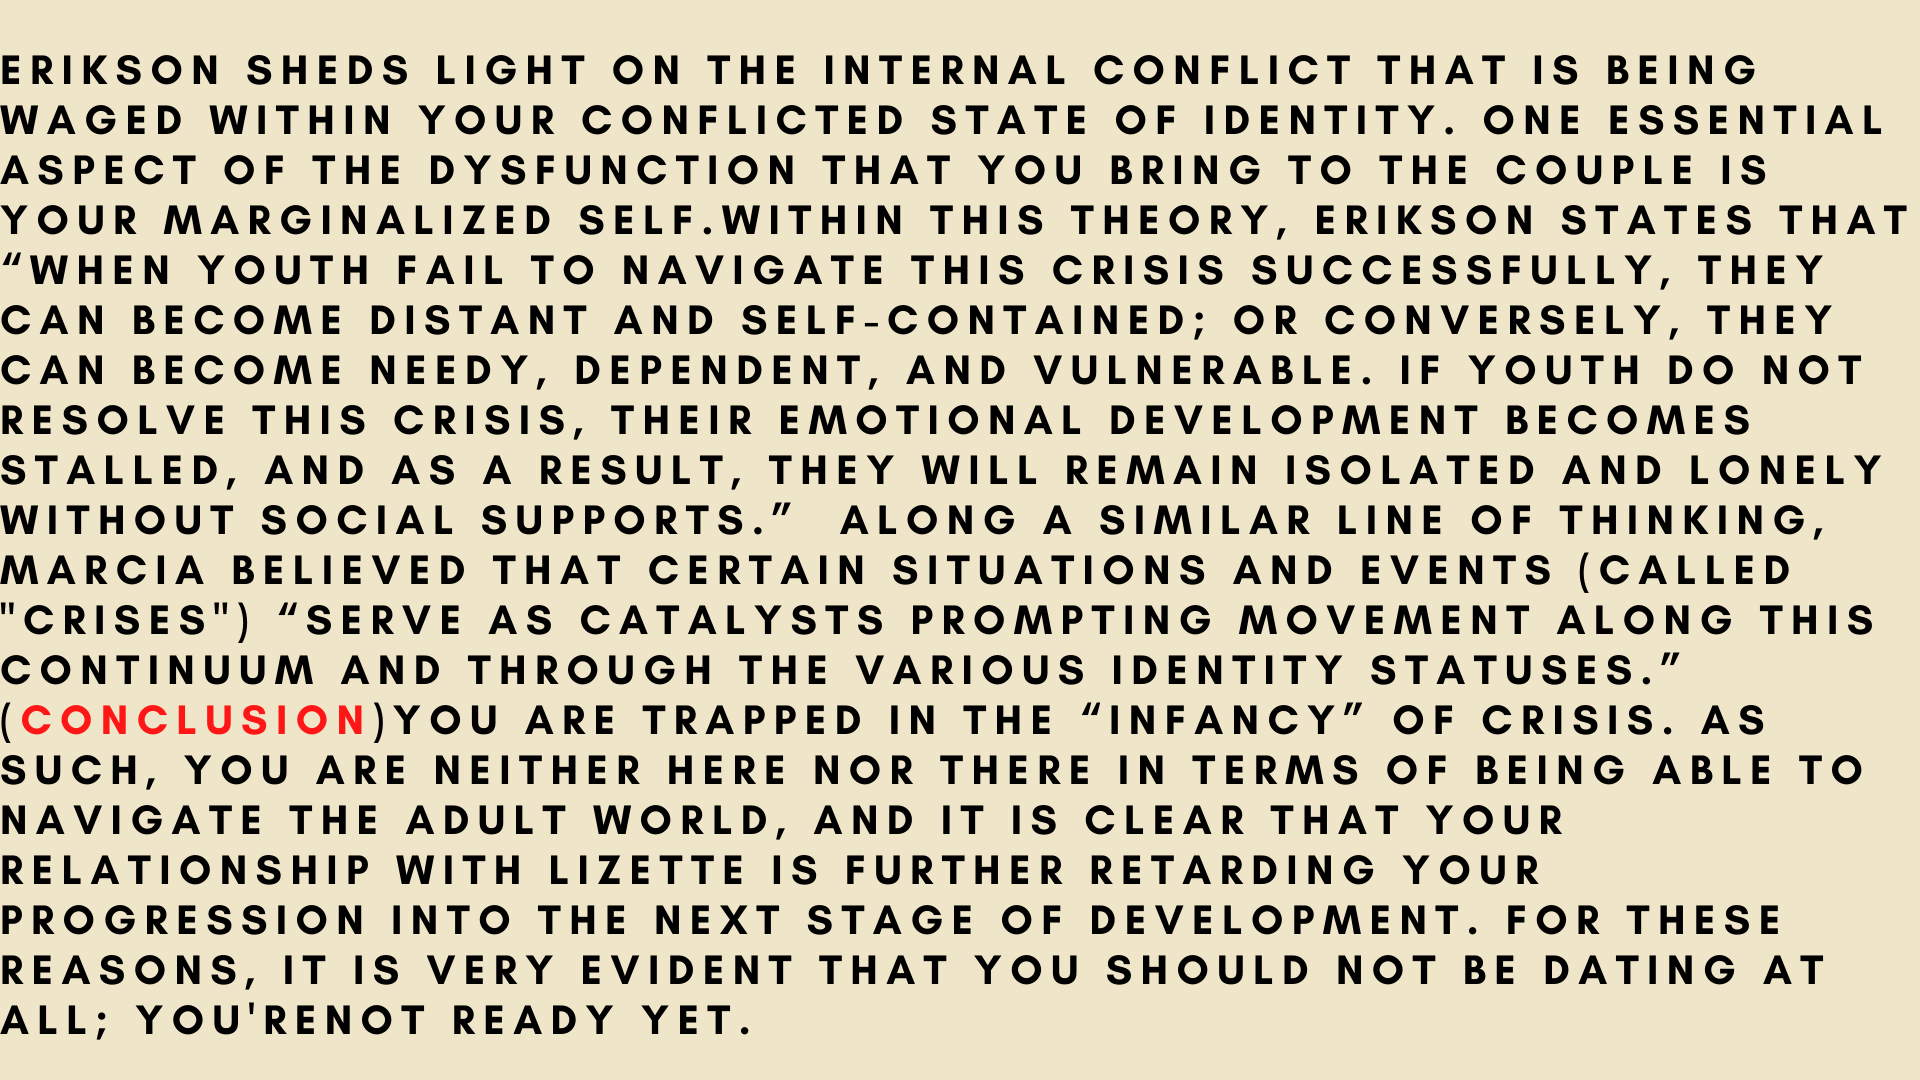 ERIKSON SHEDS LIGHT ON THE INTERNAL CONFLICT THAT IS BEING
WAGED WITHIN YOUR CONFLICTED STATE OF IDENTITY. ONE ESSENTIAL
ASPECT OF THE DYSFUNCTION THAT YOU BRING TO THE COUPLE IS
YOUR MARGINALIZED SELF.WITHIN THIS THEORY, ERIKSON STATES THAT
“WHEN YOUTH FAIL TO NAVIGATE THIS CRISIS SUCCESSFULLY, THEY
CAN BECOME DISTANT AND SELF-CONTAINED; OR CONVERSELY, THEY
CAN BECOME NEEDY, DEPENDENT, AND VULNERABLE. IF YOUTH DO NOT
RESOLVE THIS CRISIS, THEIR EMOTIONAL DEVELOPMENT BECOMES
STALLED, AND AS A RESULT, THEY WILL REMAIN ISOLATED AND LONELY
WITHOUT SOCIAL SUPPORTS.”  ALONG A SIMILAR LINE OF THINKING,
MARCIA BELIEVED THAT CERTAIN SITUATIONS AND EVENTS (CALLED
"CRISES") “SERVE AS CATALYSTS PROMPTING MOVEMENT ALONG THIS
CONTINUUM AND THROUGH THE VARIOUS IDENTITY STATUSES.”
(CONCLUSION)YOU ARE TRAPPED IN THE “INFANCY” OF CRISIS. AS
SUCH, YOU ARE NEITHER HERE NOR THERE IN TERMS OF BEING ABLE TO
NAVIGATE THE ADULT WORLD, AND IT IS CLEAR THAT YOUR
RELATIONSHIP WITH LIZETTE IS FURTHER RETARDING YOUR
PROGRESSION INTO THE NEXT STAGE OF DEVELOPMENT. FOR THESE
REASONS, IT IS VERY EVIDENT THAT YOU SHOULD NOT BE DATING AT
ALL; YOU'RENOT READY YET.